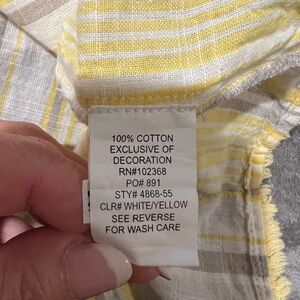 100% COTTON
EXCLUSIVE OF
DECORATION
RN#102368
PO# 891
STY# 4868-55
CLR# WHITE/YELLOW
SEE REVERSE
FOR WASH CARE